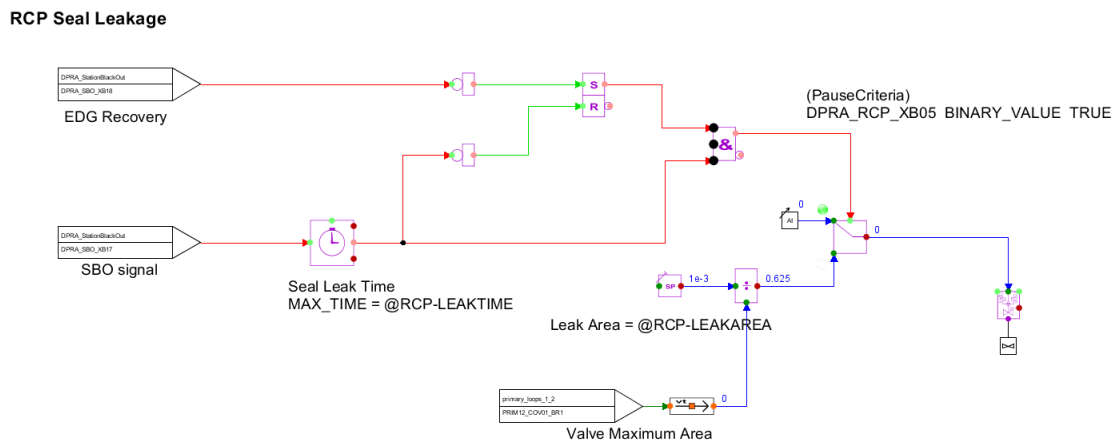 RCP Seal Leakage
DPRA_StationBlackOut
DPRA_SBO_XB18
EDG Recovery
S
R
(PauseCriteria)
DPRA_RCP_XB05 BINARY_VALUE TRUE
&
0
AI
DPRA_StationBlackOut
DPRA_SBO_XB17
SBO signal
0
Seal Leak Time
MAX_TIME = @RCP-LEAKTIME
SP
1e-3
÷
0.625
Leak Area = @RCP-LEAKAREA
primary_loops_1_2
PRIM12_COV01_BR1
0
Valve Maximum Area